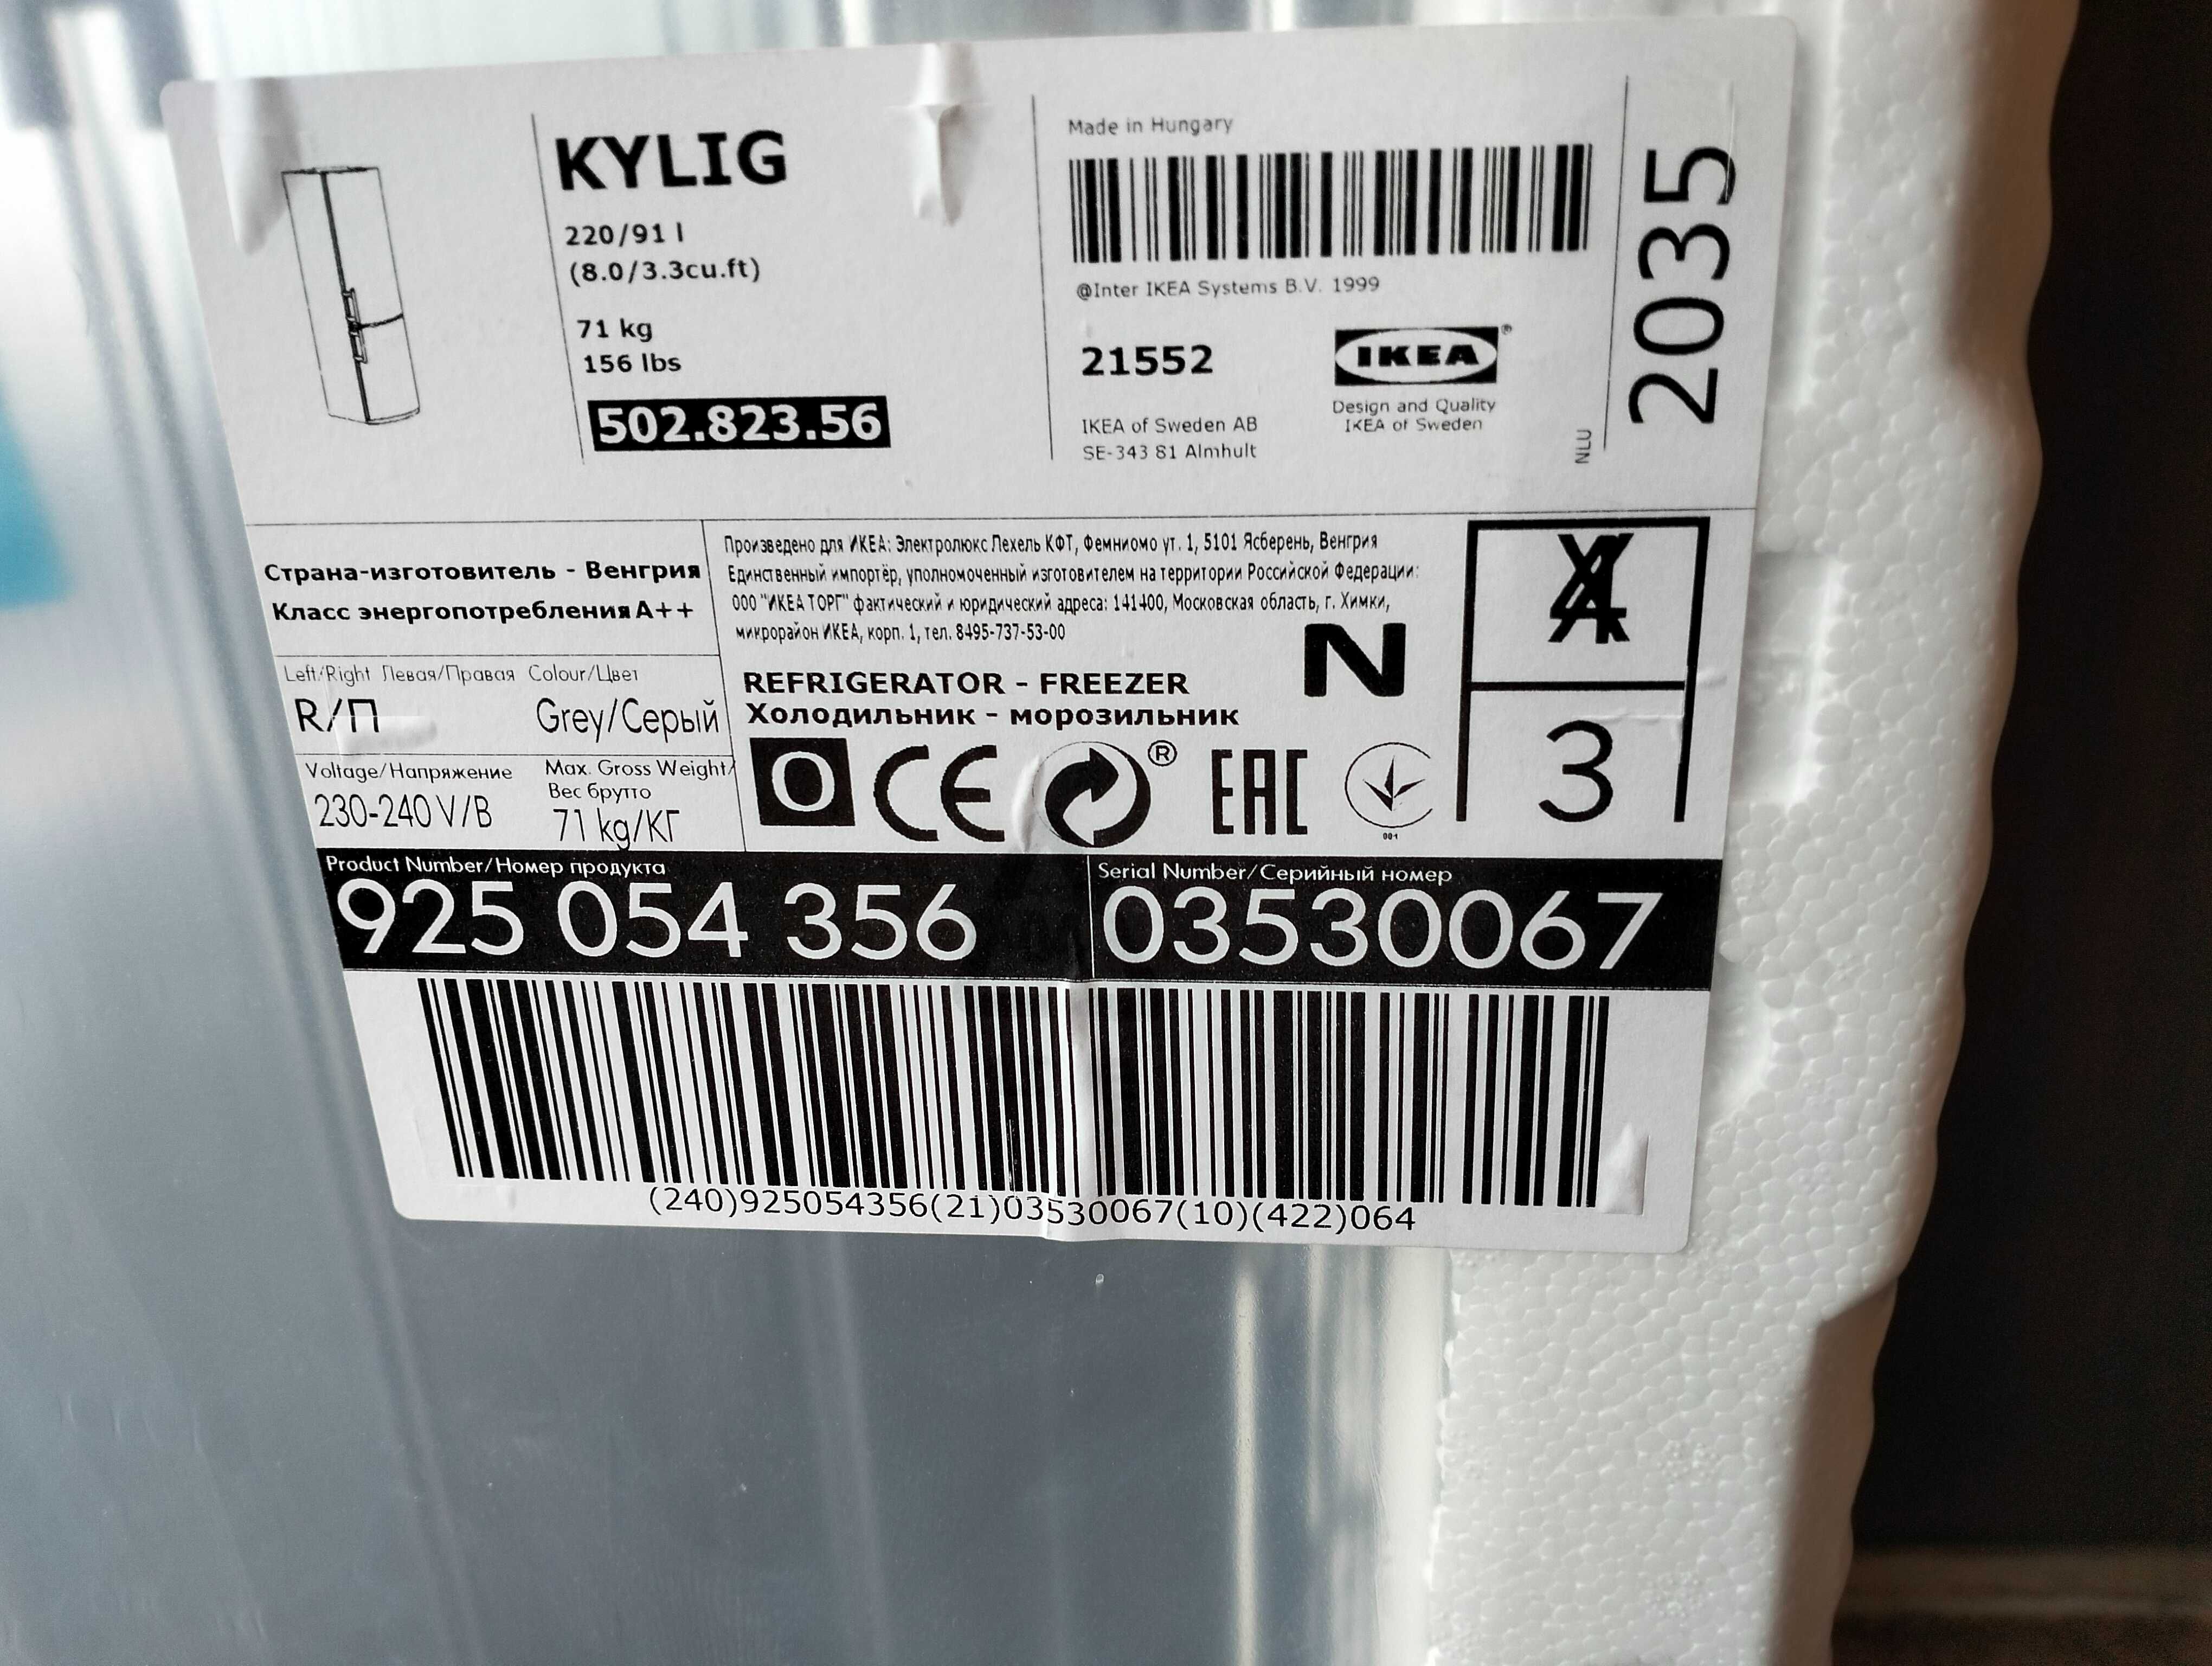 KYLIG
220/91 l
(8.0/3.3cu.ft)
71 kg
156 lbs
502.823.56
Made in Hungary
@Inter IKEA Systems B.V. 1999
21552
IKEA®
IKEA of Sweden AB
SE-343 81 Almhult
Design and Quality
IKEA of Sweden
NLU
2035
Страна-изготовитель - Венгрия
Класс энергопотребления А++
Произведено для ИКЕА: Электролюкс Лехель КФТ, Фемниомо ут. 1, 5101 Ясберень, Венгрия
Единственный импортёр, уполномоченный изготовителем на территории Российской Федерации:
ООО "ИКЕА ТОРГ" фактический и юридический адреса: 141400, Московская область, г. Химки,
микрорайон ИКЕА, корп. 1, тел. 8495-737-53-00
Left/Right Левая/Правая Colour/Цвет
R/П Grey/Серый
Voltage/Напряжение
230-240 V/В
Max. Gross Weight/
Вес брутто
71 kg/КГ
REFRIGERATOR - FREEZER
Холодильник - морозильник
N
O CE ® EAC
001
3
Product Number/Номер продукта
925 054 356
Serial Number/Серийный номер
03530067
(240)925054356(21)03530067(10)(422)064